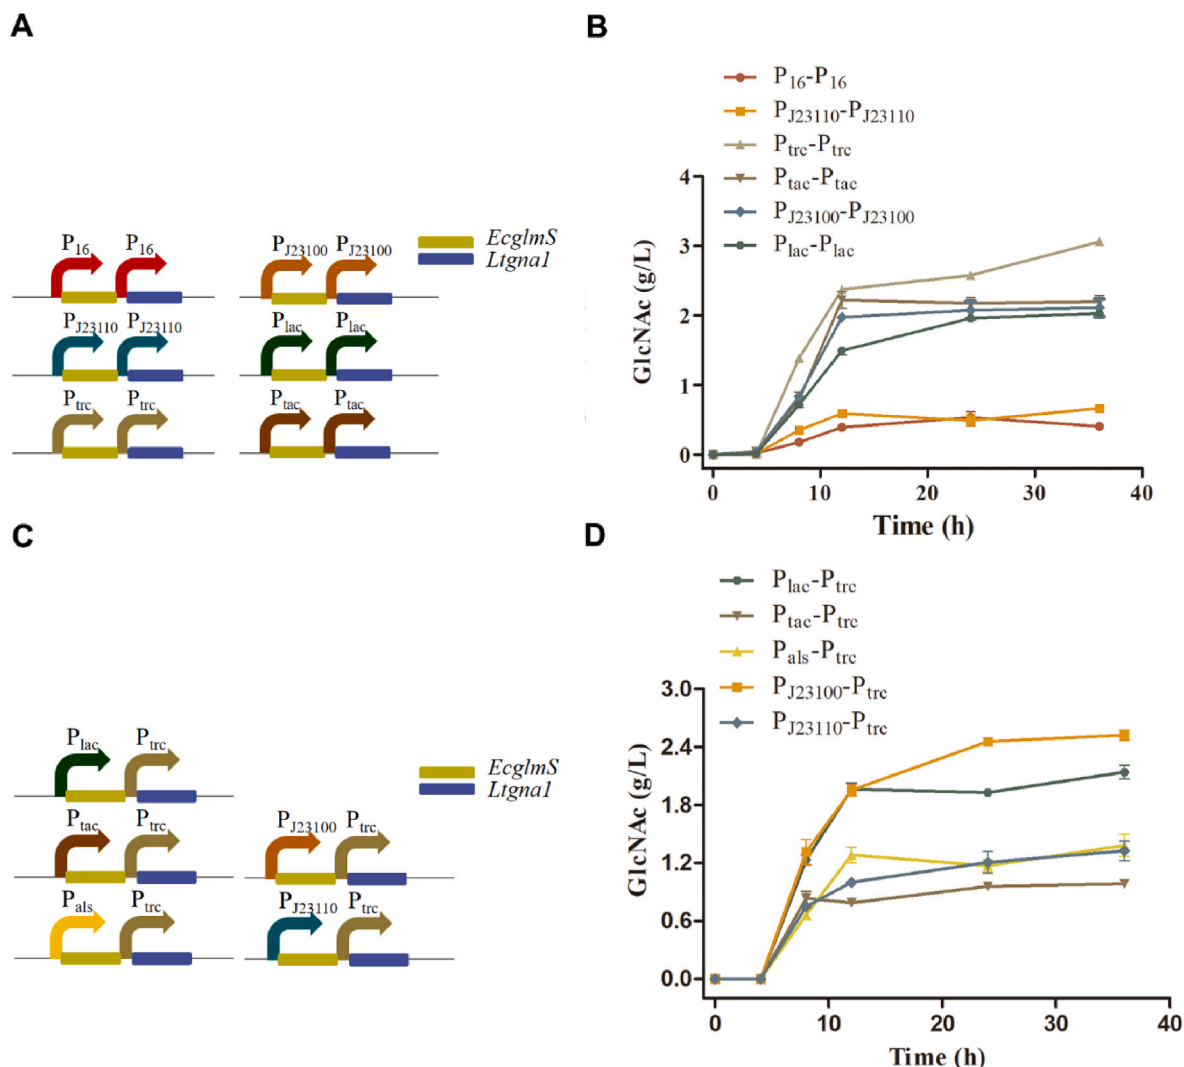 A
P16 P16
PJ23100 PJ23100
EcglmS
Ltgna1
PJ23110 PJ23110
Plac Plac
Ptrc Ptrc
Ptac Ptac
B
P16-P16
PJ23110-PJ23110
Ptrc-Ptrc
Ptac-Ptac
PJ23100-PJ23100
Plac-Plac
GlcNAc (g/L)
4
3
2
1
0
0 10 20 30 40
Time (h)
C
Plac Ptrc
EcglmS
Ltgna1
Ptac Ptrc
PJ23100 Ptrc
Pals Ptrc
PJ23110 Ptrc
D
Plac-Ptrc
Ptac-Ptrc
Pals-Ptrc
PJ23100-Ptrc
PJ23110-Ptrc
GlcNAc (g/L)
3.0
2.4
1.8
1.2
0.6
0.0
0 10 20 30 40
Time (h)